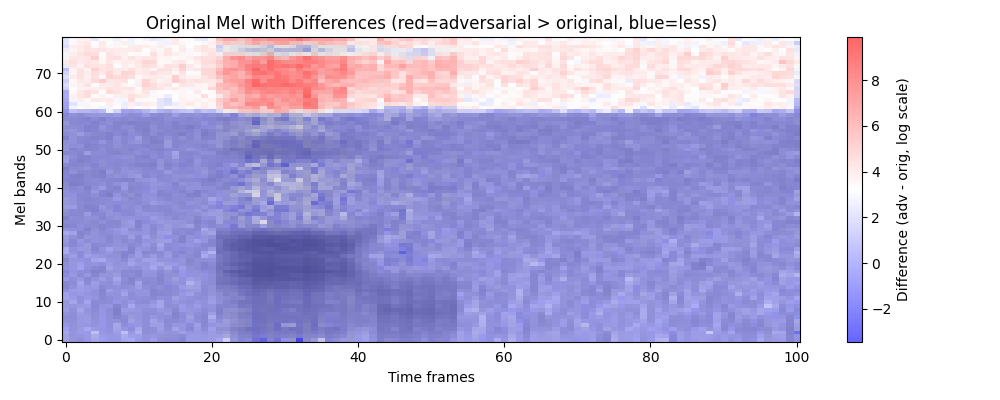 Original Mel with Differences (red=adversarial > original, blue=less)
Mel bands
70
60
50
40
30
20
10
0
0 20 40 60 80 100
Time frames
8
6
4
2
0
−2
Difference (adv - orig, log scale)